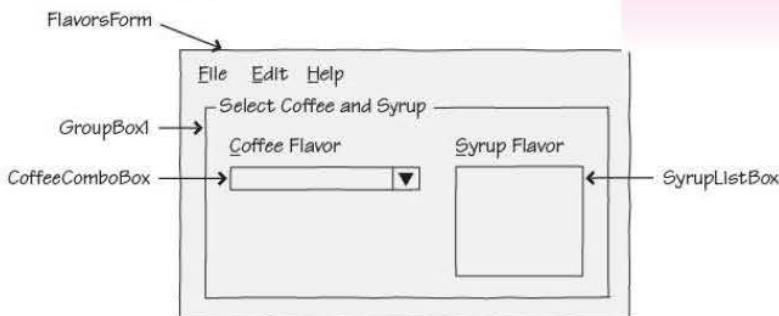 FlavorsForm
File Edit Help
Select Coffee and Syrup
GroupBox1
Coffee Flavor Syrup Flavor
CoffeeComboBox
SyrupListBox